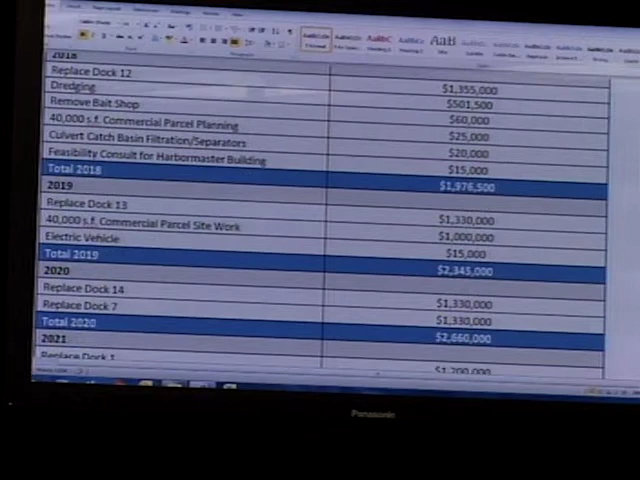 2018
Replace Dock 12 $1,355,000
Dredging $501,500
Remove Bait Shop $60,000
40,000 s.f. Commercial Parcel Planning $25,000
Culvert Catch Basin Filtration/Separators $20,000
Feasibility Consult for Harbormaster Building $15,000
Total 2018 $1,976,500
2019
Replace Dock 13 $1,330,000
40,000 s.f. Commercial Parcel Site Work $1,000,000
Electric Vehicle $15,000
Total 2019 $2,345,000
2020
Replace Dock 14 $1,330,000
Replace Dock 7 $1,330,000
Total 2020 $2,660,000
2021
Replace Dock 1 $1,200,000
Panasonic